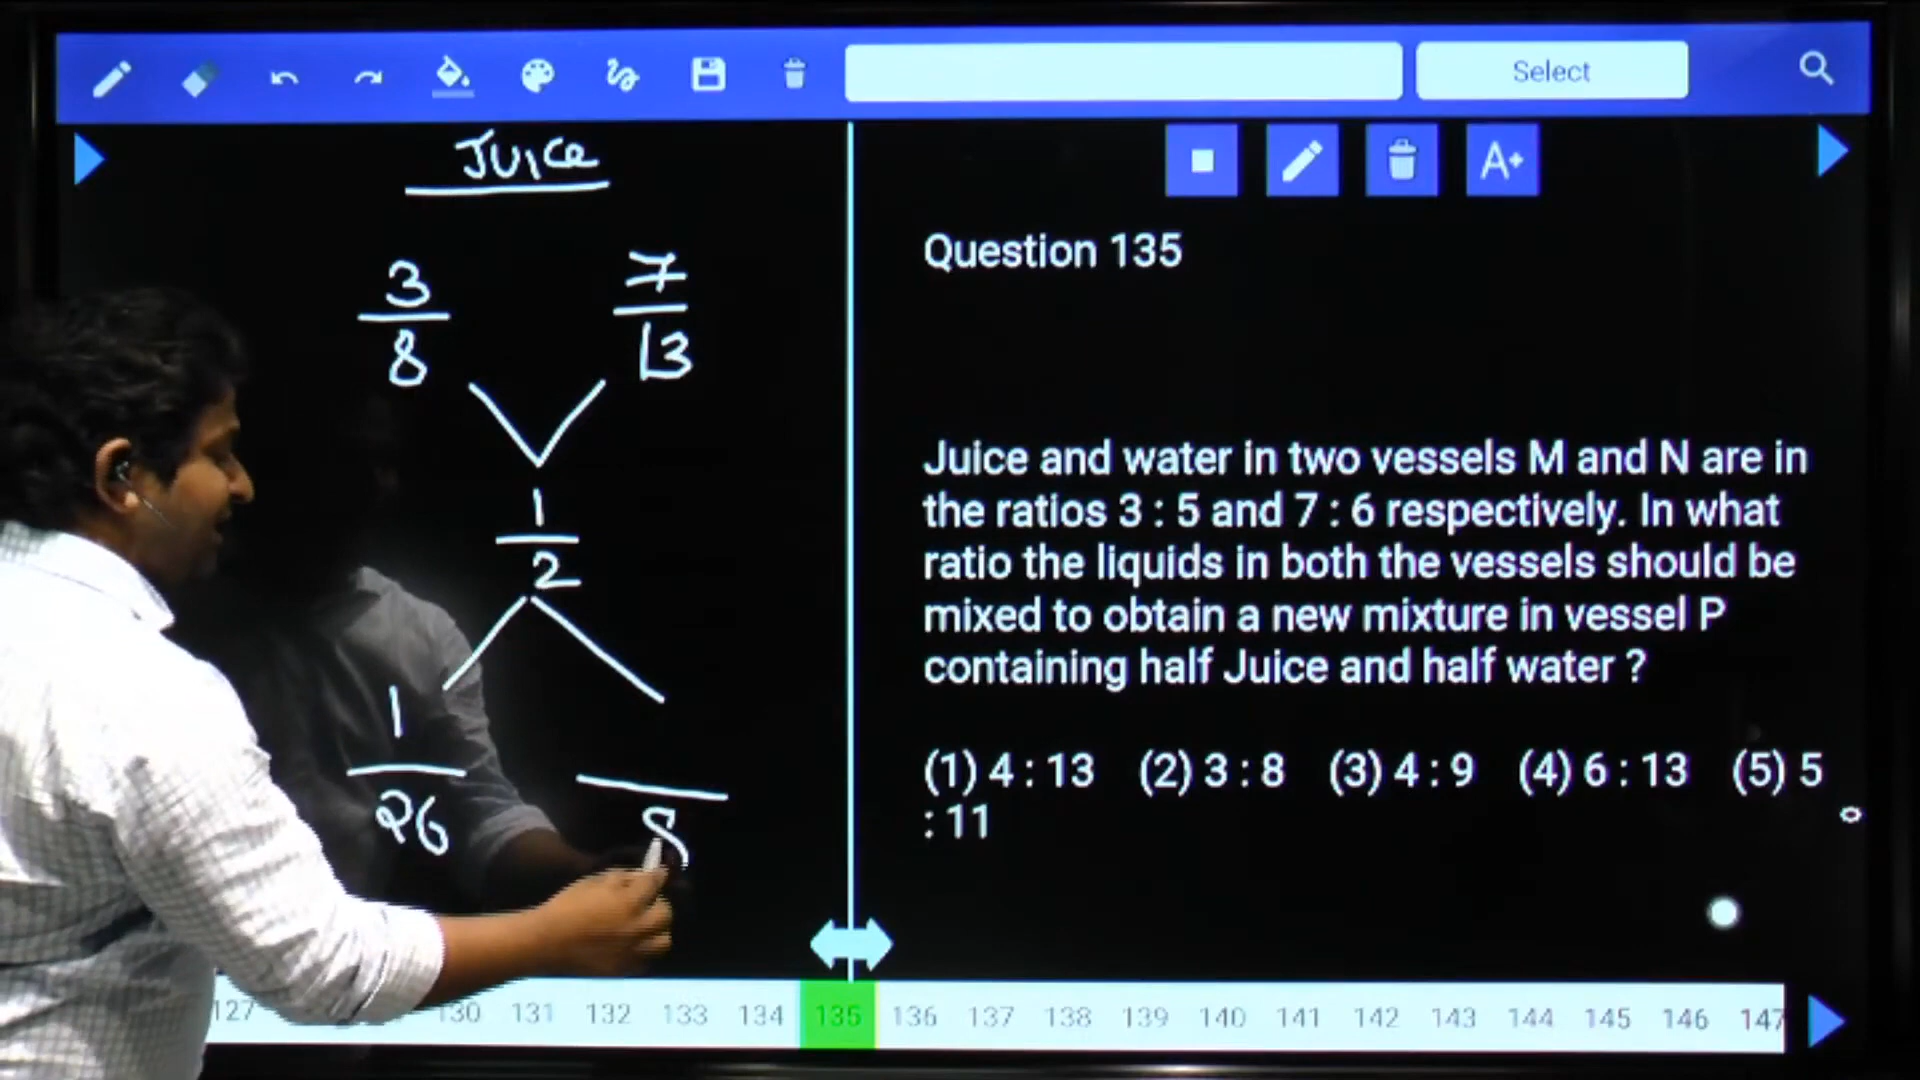 Select
A+
Juice
3
8
7
13
1
2
1
26
8
Question 135
Juice and water in two vessels M and N are in
the ratios 3 : 5 and 7 : 6 respectively. In what
ratio the liquids in both the vessels should be
mixed to obtain a new mixture in vessel P
containing half Juice and half water ?
(1) 4 : 13 (2) 3 : 8 (3) 4 : 9 (4) 6 : 13 (5) 5
: 11
127 130 131 132 133 134 135 136 137 138 139 140 141 142 143 144 145 146 147